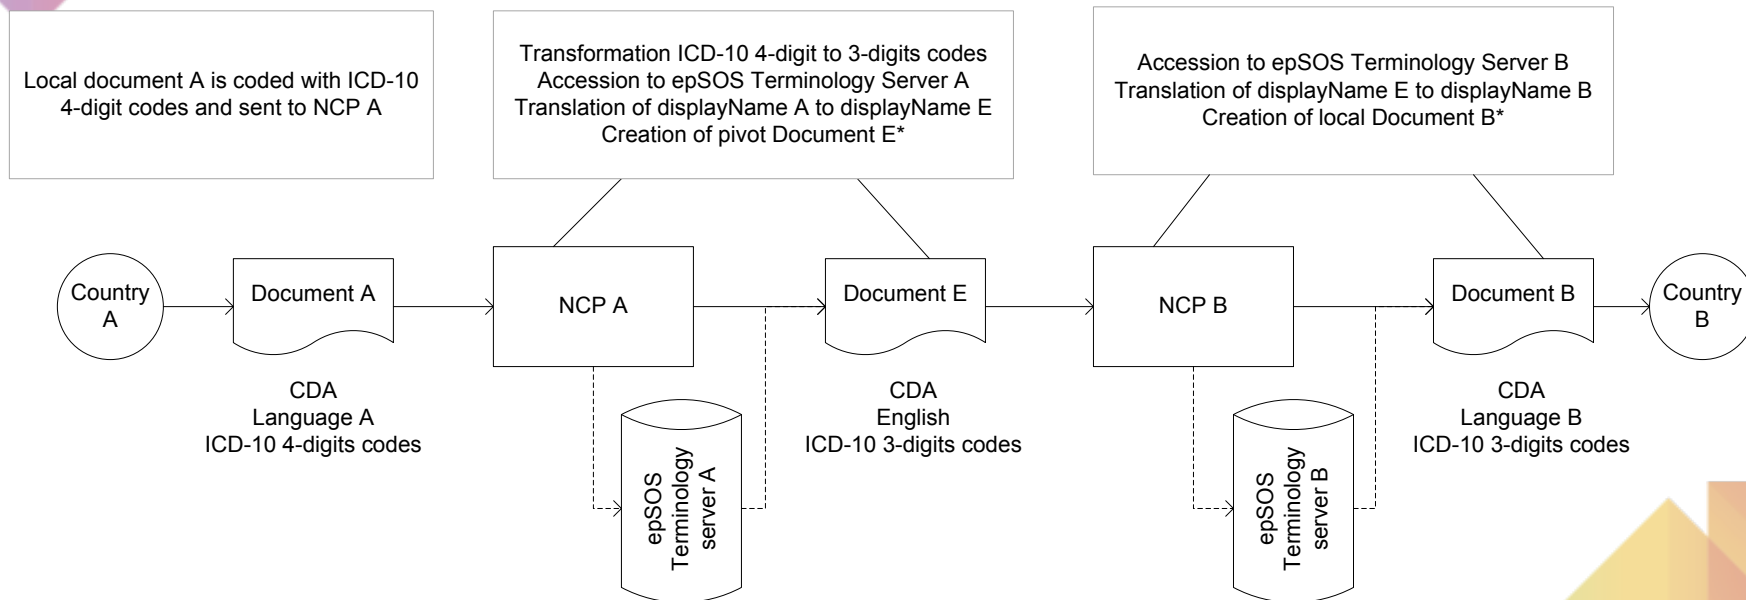 Local document A is coded with ICD-10
4-digit codes and sent to NCP A
Transformation ICD-10 4-digit to 3-digits codes
Accession to epSOS Terminology Server A
Translation of displayName A to displayName E
Creation of pivot Document E*
Accession to epSOS Terminology Server B
Translation of displayName E to displayName B
Creation of local Document B*
Country
A
Document A
NCP A
Document E
NCP B
Document B
Country
B
CDA
Language A
ICD-10 4-digits codes
CDA
English
ICD-10 3-digits codes
CDA
Language B
ICD-10 3-digits codes
epSOS
Terminology
server A
epSOS
Terminology
server B